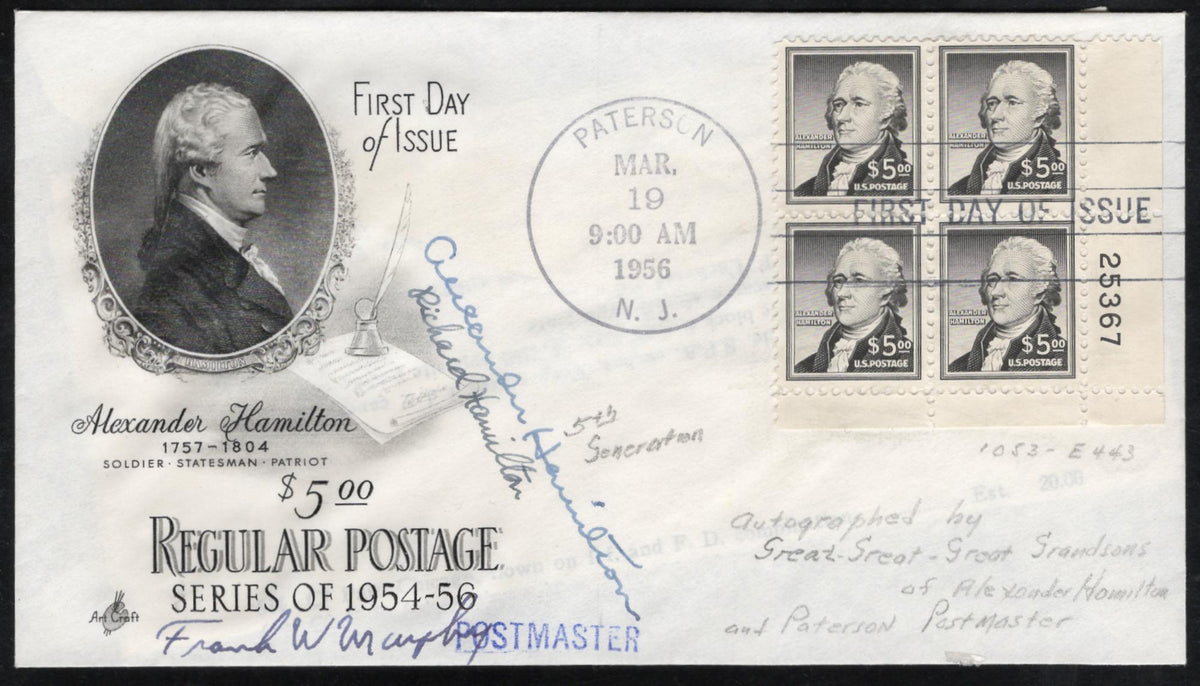 FIRST DAY
of ISSUE
HAMILTON
Alexander Hamilton
1757-1804
SOLDIER · STATESMAN · PATRIOT
$5.00
REGULAR POSTAGE
SERIES OF 1954-56
Art Craft
Frank W Murphy
POSTMASTER
Alexander Hamilton
Richard Hamilton
5th
Generation
PATERSON
MAR.
19
9:00 AM
1956
N. J.
ALEXANDER
HAMILTON
$5.00
U.S. POSTAGE
ALEXANDER
HAMILTON
$5.00
U.S. POSTAGE
FIRST DAY OF ISSUE
ALEXANDER
HAMILTON
$5.00
U.S. POSTAGE
ALEXANDER
HAMILTON
$5.00
U.S. POSTAGE
25367
1053-E443
Est. 20.00
Autographed by
Great-Great-Great Grandsons
of Alexander Hamilton
and Paterson Postmaster